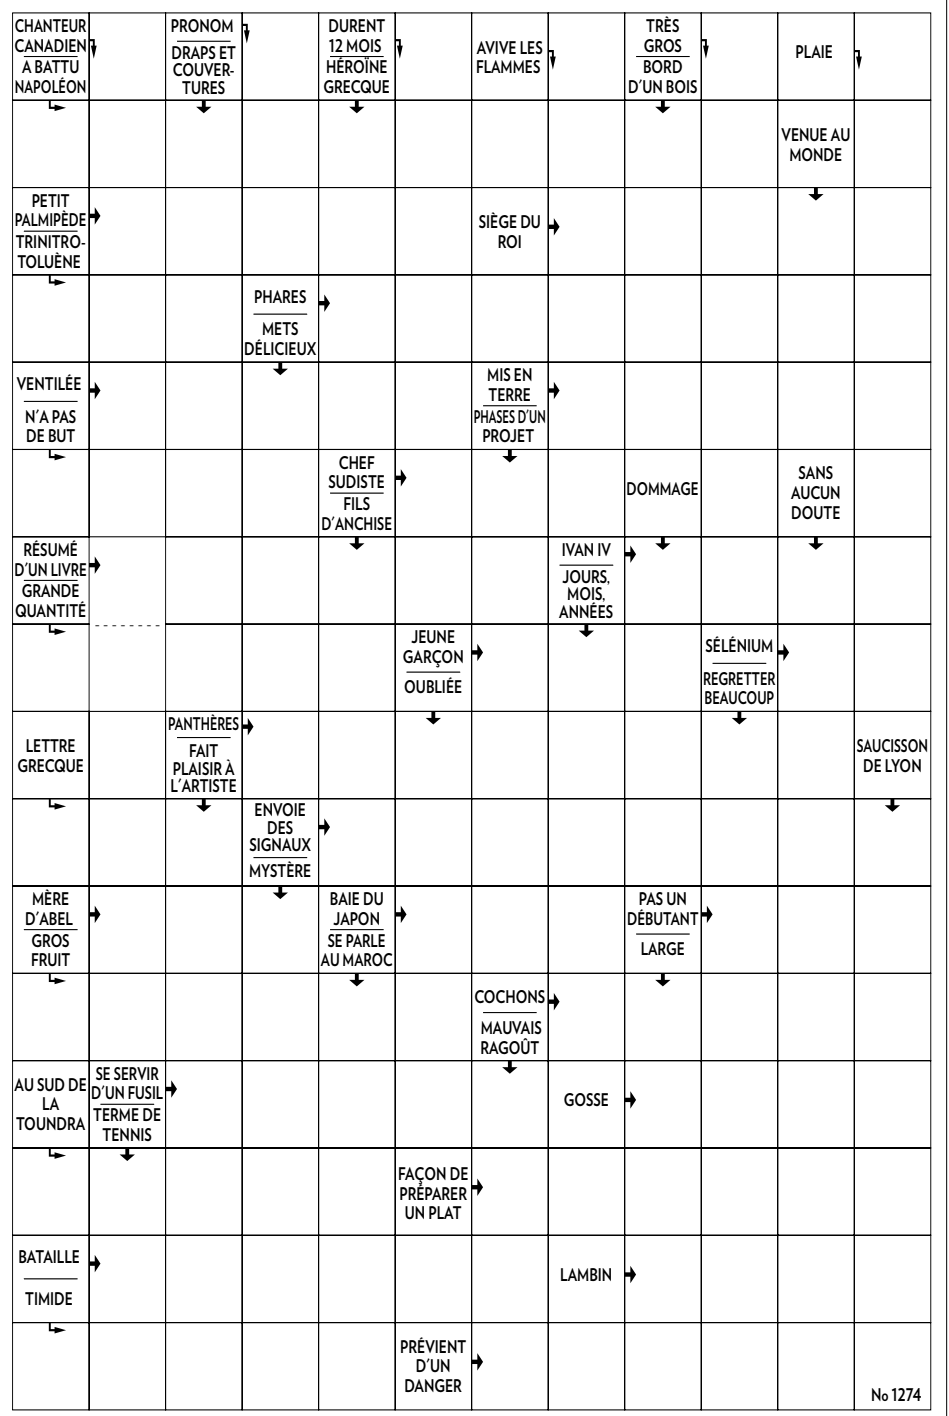 CHANTEUR
CANADIEN
A BATTU
NAPOLÉON
PRONOM
DRAPS ET
COUVER-
TURES
DURENT
12 MOIS
HÉROÏNE
GRECQUE
AVIVE LES
FLAMMES
TRÈS
GROS
BORD
D'UN BOIS
PLAIE
VENUE AU
MONDE
PETIT
PALMIPÈDE
TRINITRO-
TOLUÈNE
SIÈGE DU
ROI
PHARES
METS
DÉLICIEUX
VENTILÉE
N'A PAS
DE BUT
MIS EN
TERRE
PHASES D'UN
PROJET
CHEF
SUDISTE
FILS
D'ANCHISE
DOMMAGE
SANS
AUCUN
DOUTE
RÉSUMÉ
D'UN LIVRE
GRANDE
QUANTITÉ
IVAN IV
JOURS,
MOIS,
ANNÉES
JEUNE
GARÇON
OUBLIÉE
SÉLÉNIUM
REGRETTER
BEAUCOUP
LETTRE
GRECQUE
PANTHÈRES
FAIT
PLAISIR À
L'ARTISTE
SAUCISSON
DE LYON
ENVOIE
DES
SIGNAUX
MYSTÈRE
MÈRE
D'ABEL
GROS
FRUIT
BAIE DU
JAPON
SE PARLE
AU MAROC
PAS UN
DÉBUTANT
LARGE
COCHONS
MAUVAIS
RAGOÛT
AU SUD DE
LA
TOUNDRA
SE SERVIR
D'UN FUSIL
TERME DE
TENNIS
GOSSE
FAÇON DE
PRÉPARER
UN PLAT
BATAILLE
TIMIDE
LAMBIN
PRÉVIENT
D'UN
DANGER
No 1274